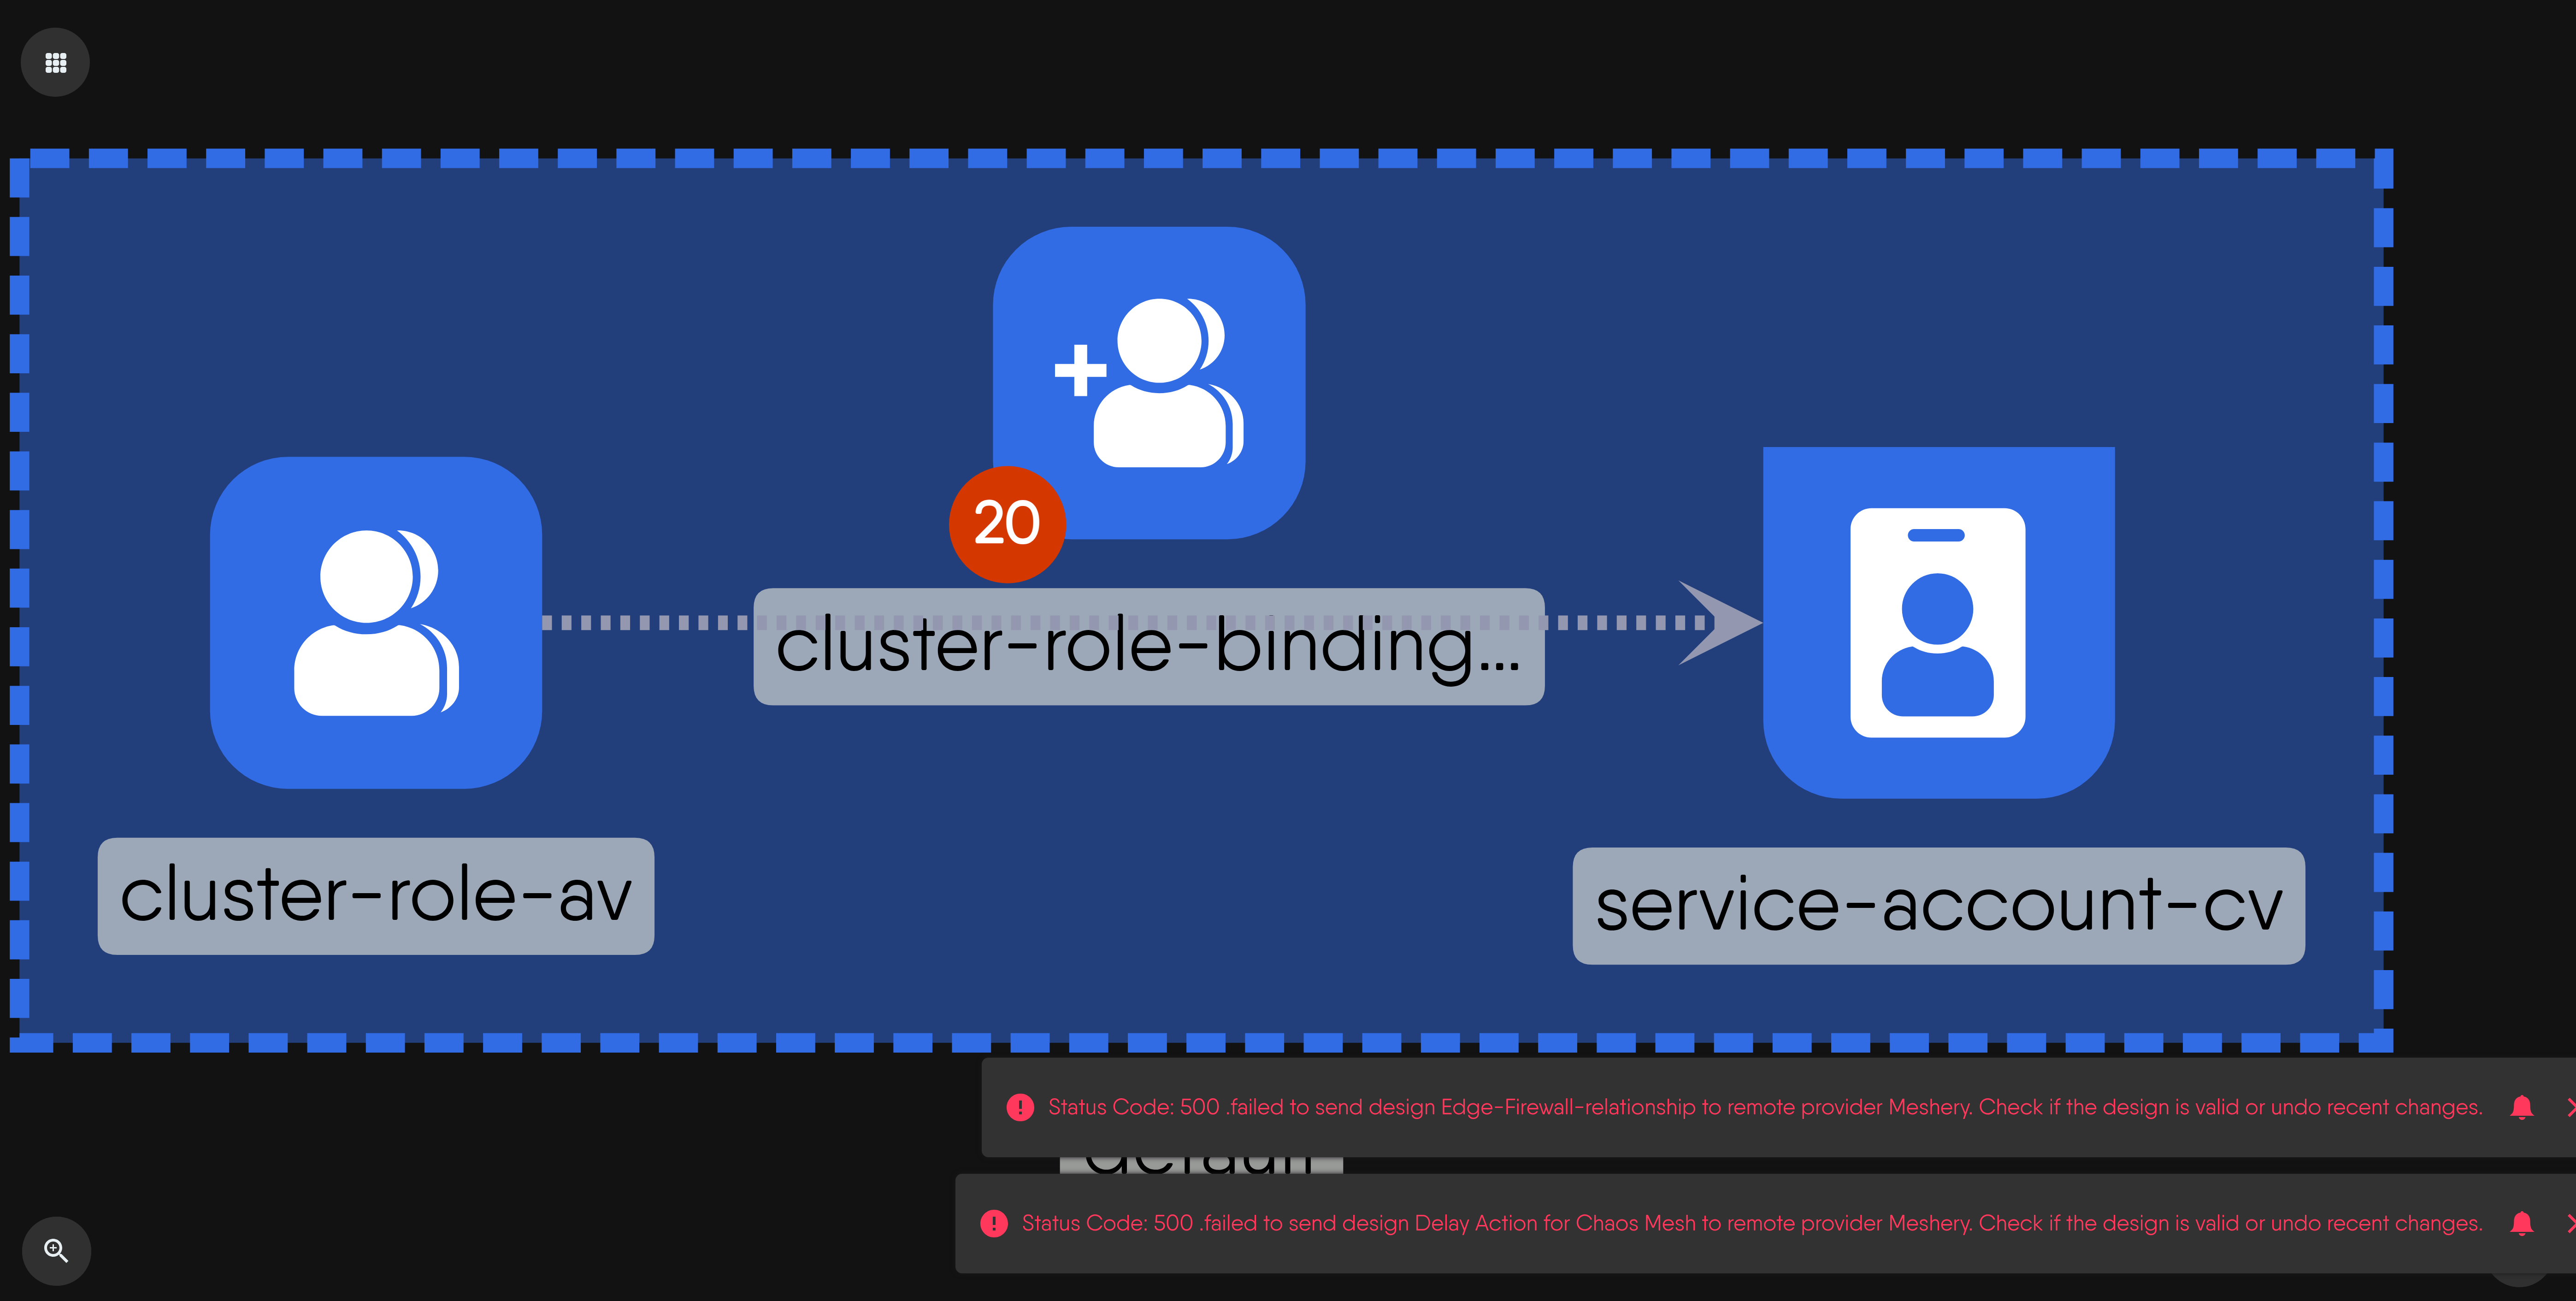 20
cluster-role-binding...
cluster-role-av
service-account-cv
Status Code: 500 .failed to send design Edge-Firewall-relationship to remote provider Meshery. Check if the design is valid or undo recent changes.
Status Code: 500 .failed to send design Delay Action for Chaos Mesh to remote provider Meshery. Check if the design is valid or undo recent changes.